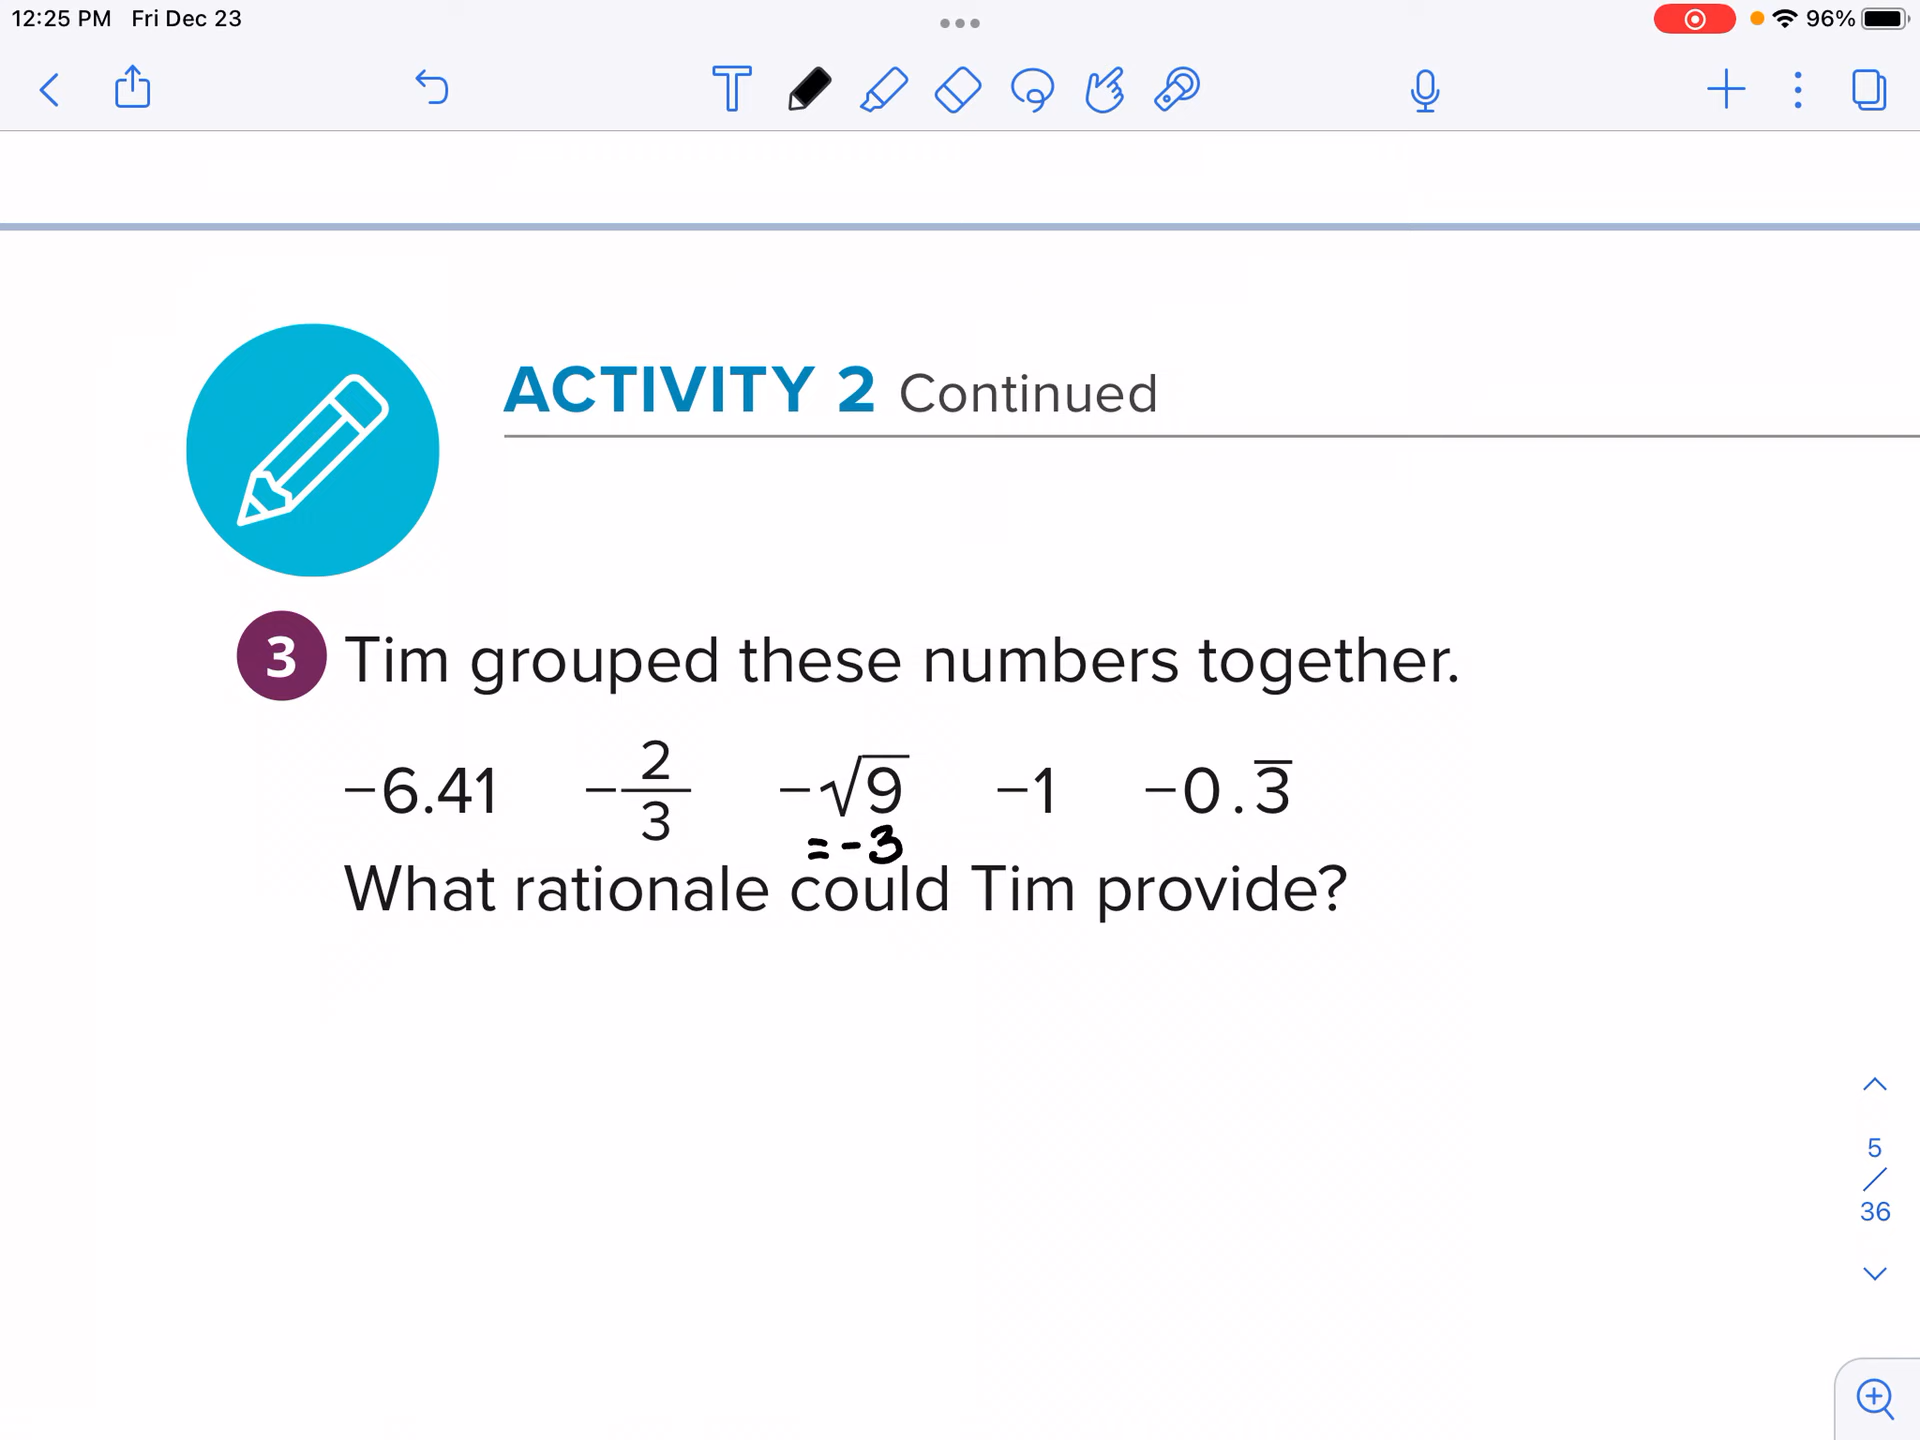 12:25 PM Fri Dec 23
96%
T
ACTIVITY 2 Continued
3 Tim grouped these numbers together.
−6.41 −2/3 −√9 −1 −0.3̅
= -3
What rationale could Tim provide?
5
/
36